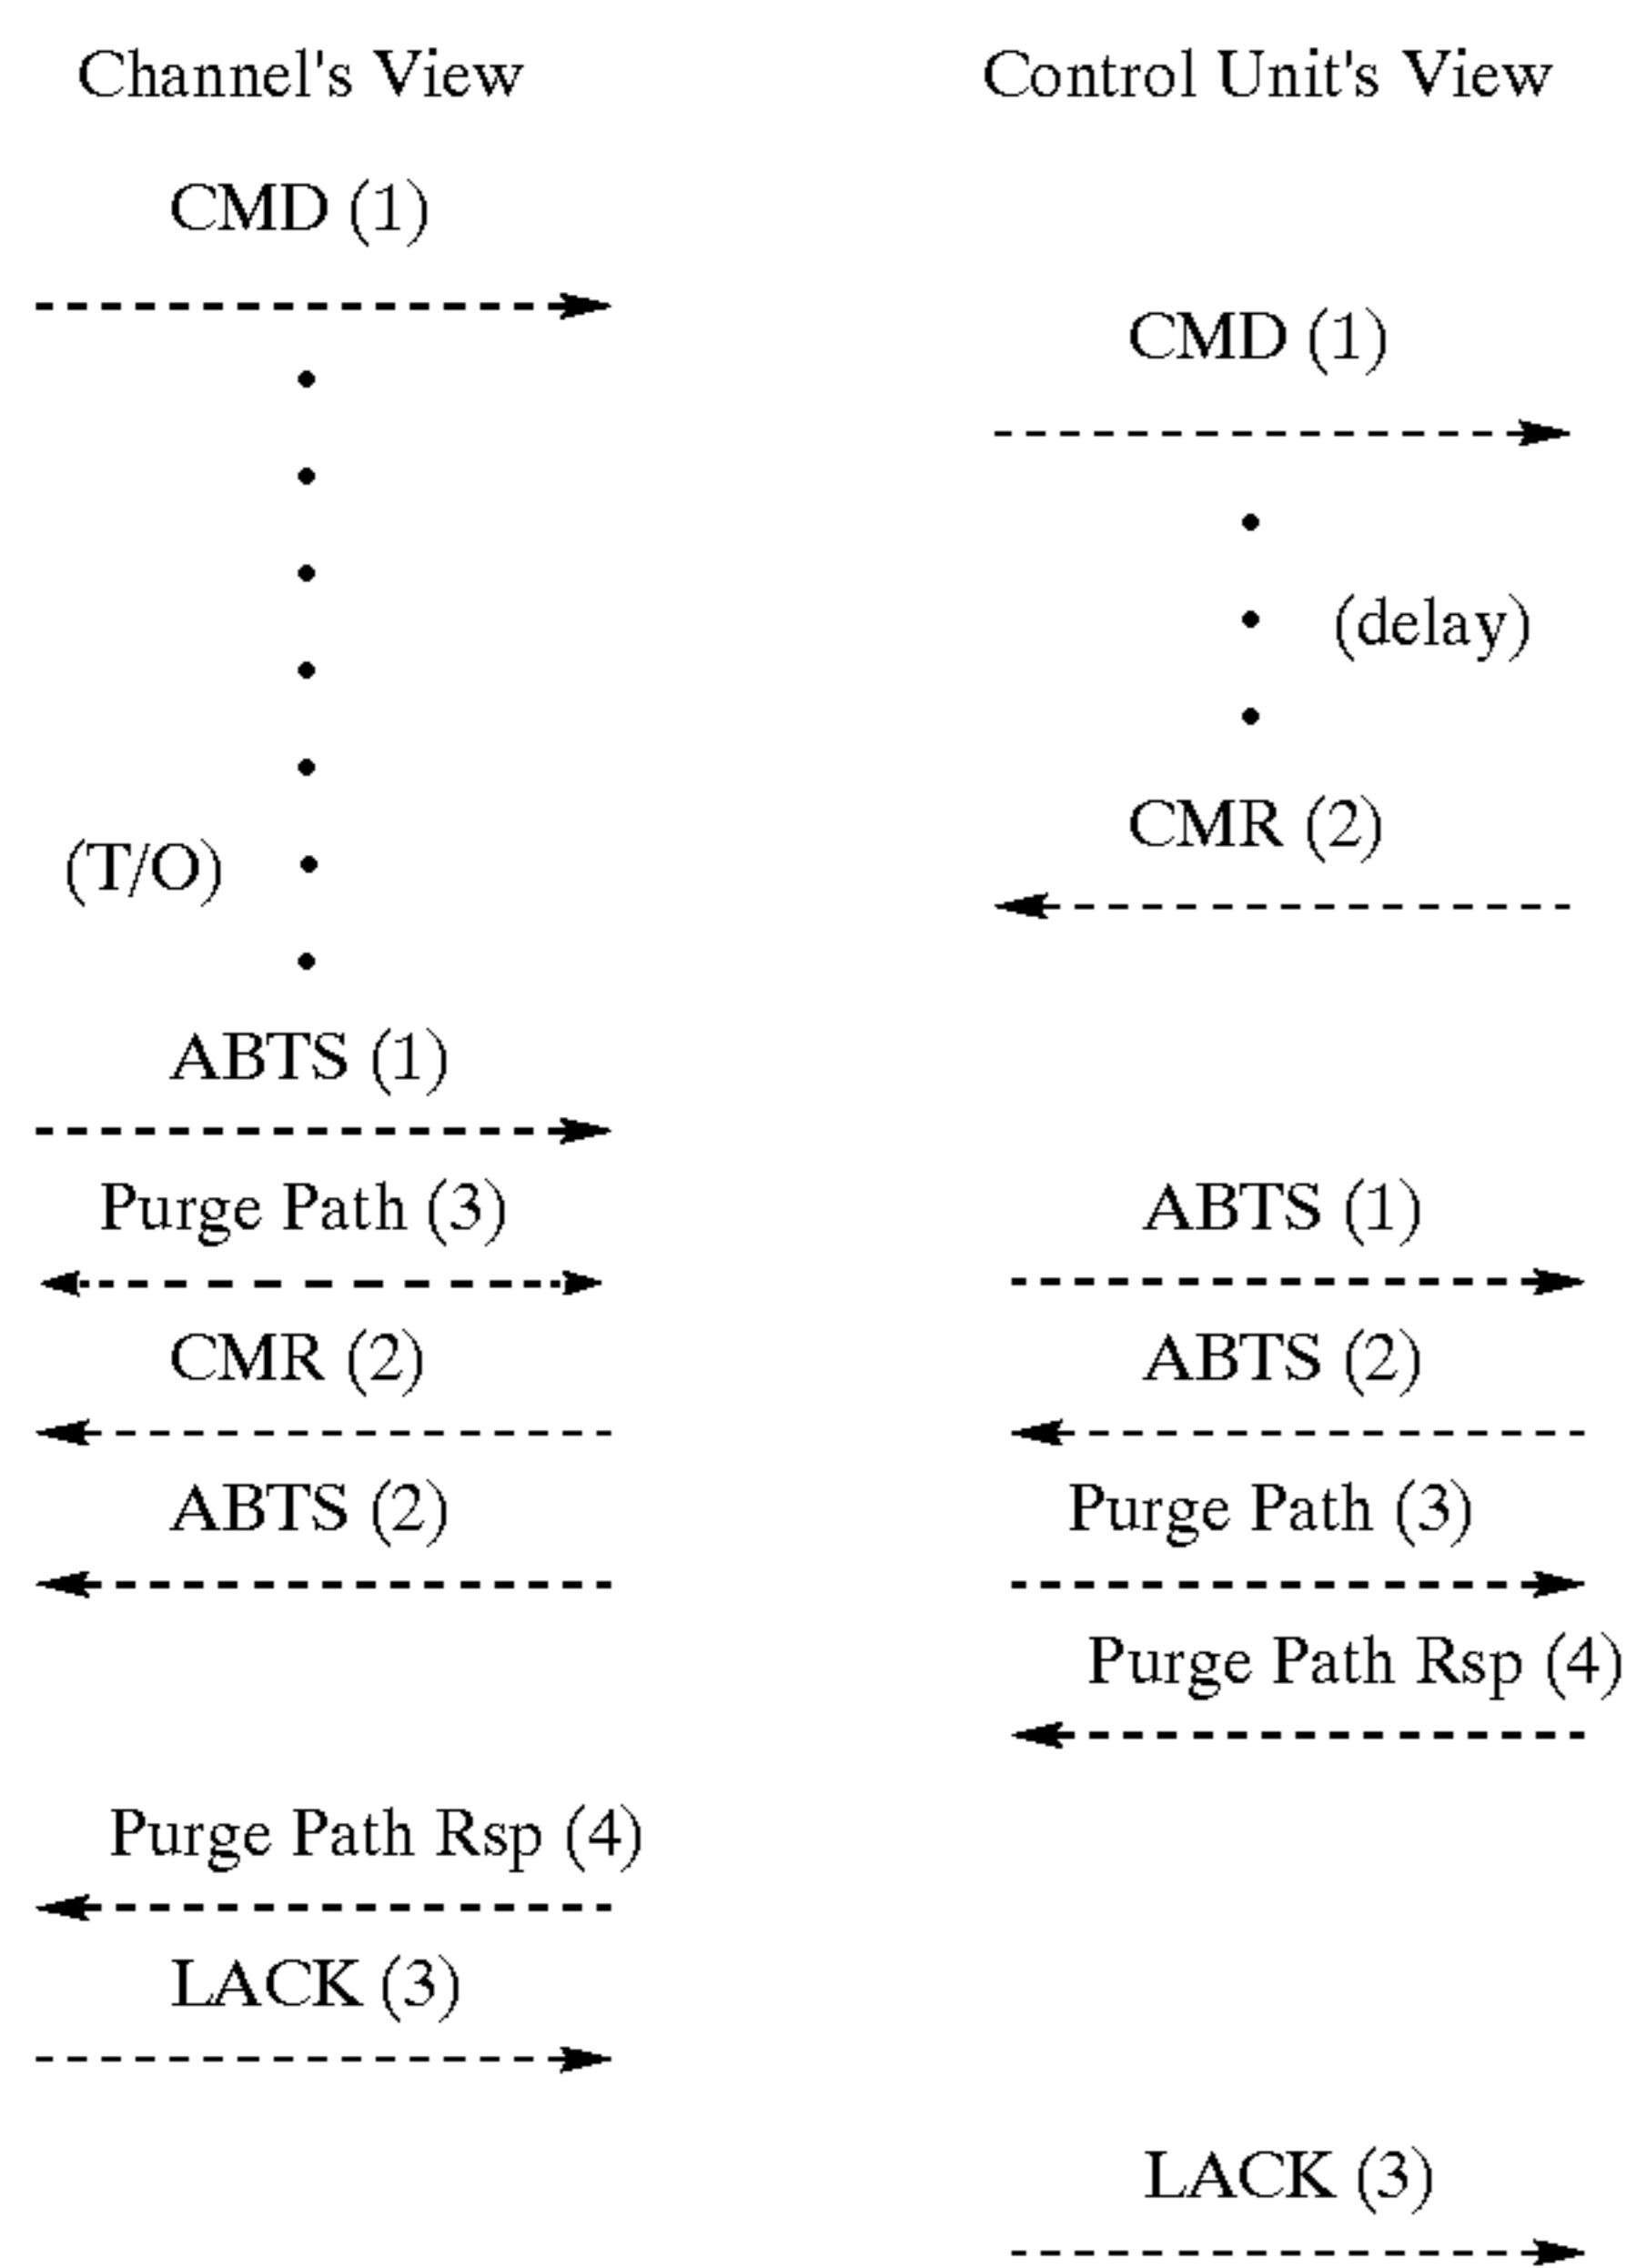 Channel's View
CMD (1)
(T/O)
ABTS (1)
Purge Path (3)
CMR (2)
ABTS (2)
Purge Path Rsp (4)
LACK (3)
Control Unit's View
CMD (1)
(delay)
CMR (2)
ABTS (1)
ABTS (2)
Purge Path (3)
Purge Path Rsp (4)
LACK (3)